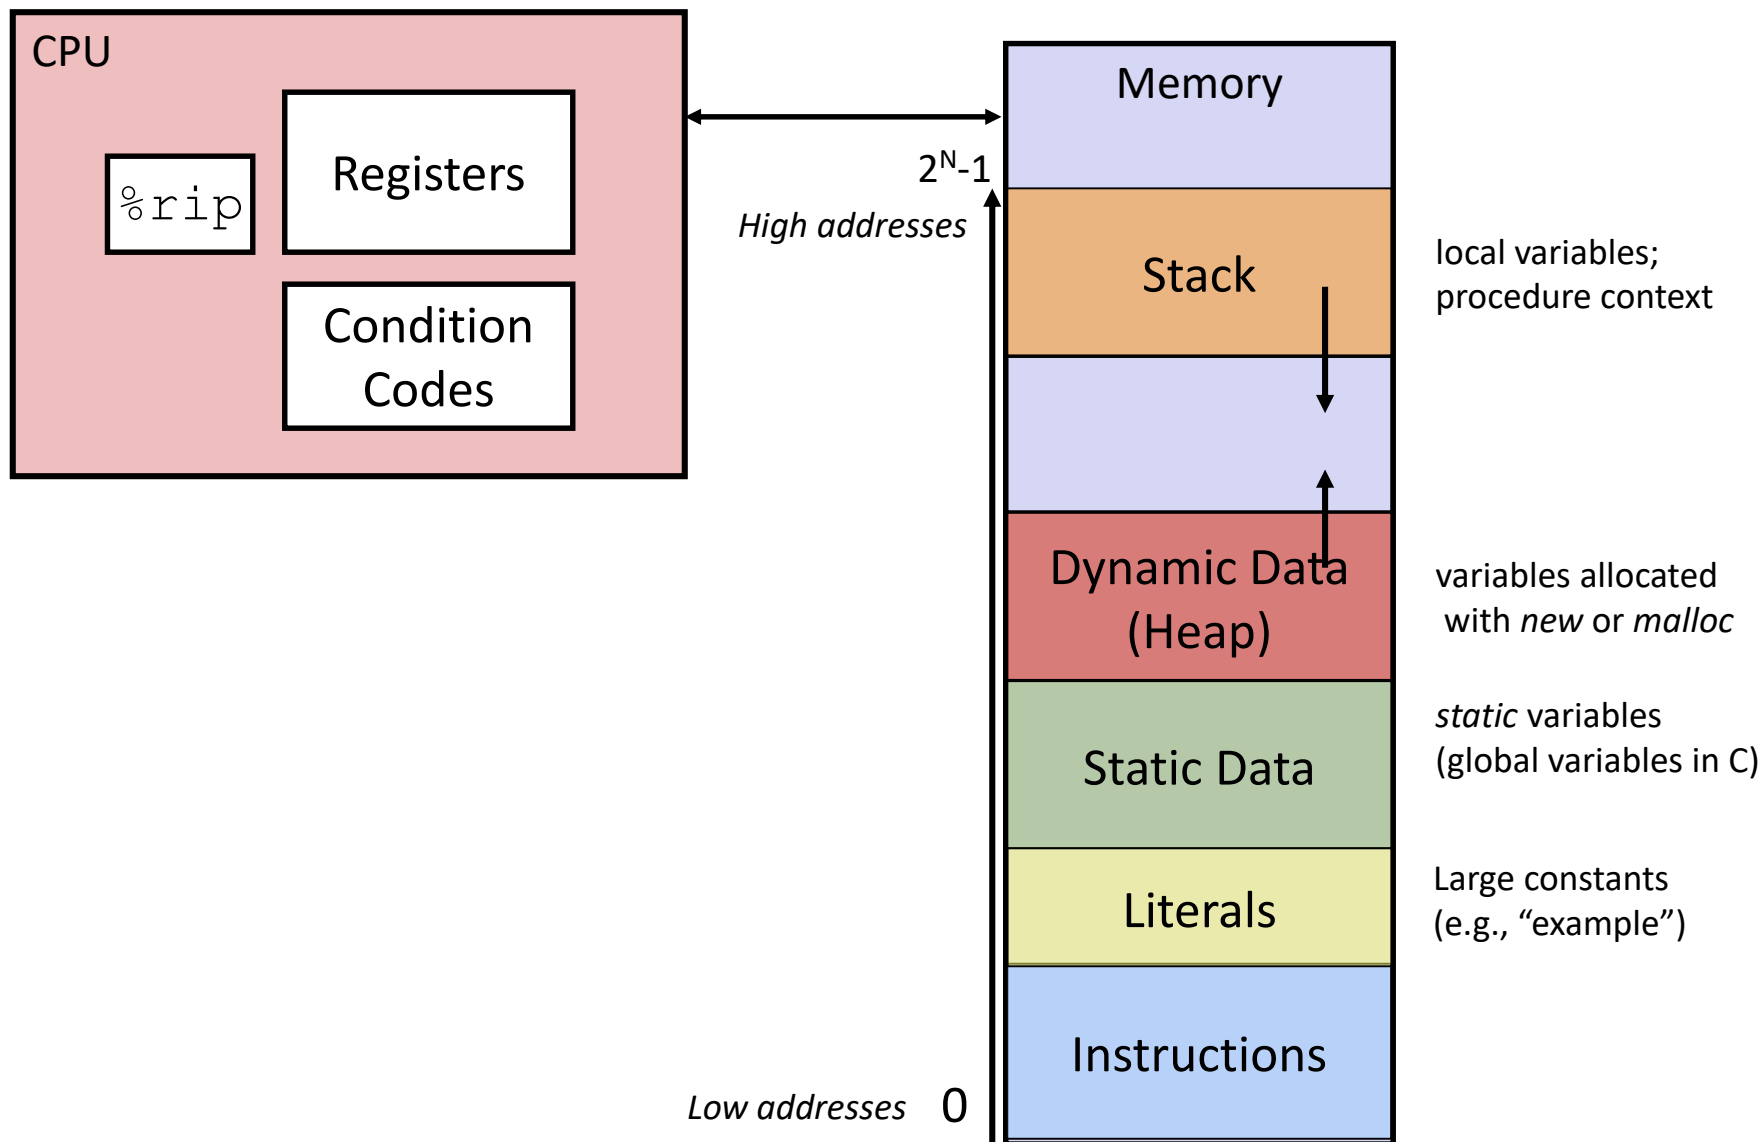 CPU
%rip
Registers
Condition
Codes
Memory
2ᴺ-1
High addresses
Stack
local variables;
procedure context
Dynamic Data
(Heap)
variables allocated
with new or malloc
Static Data
static variables
(global variables in C)
Literals
Large constants
(e.g., “example”)
Instructions
Low addresses 0